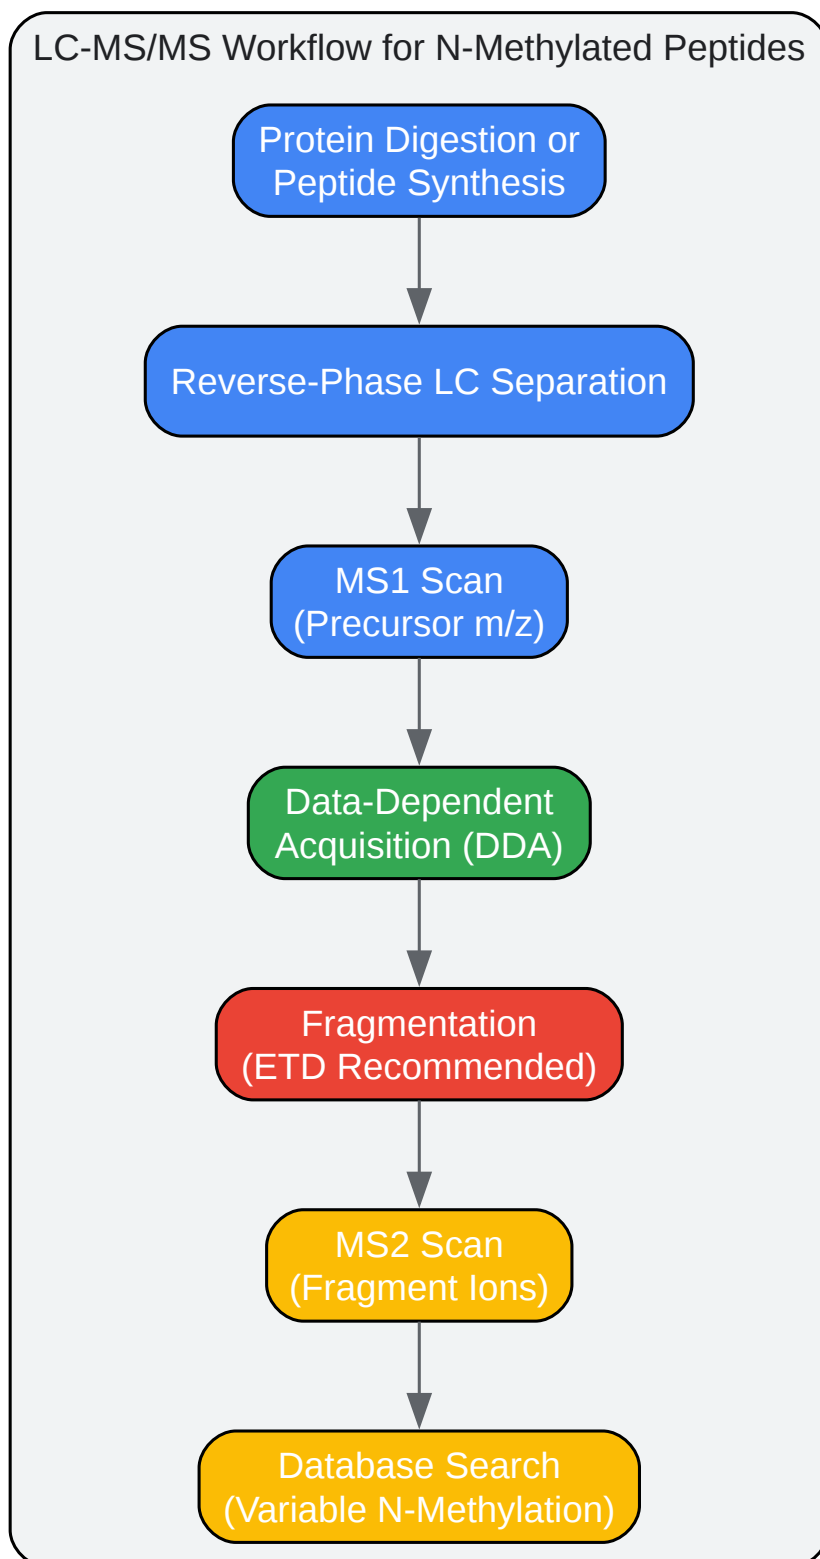 LC-MS/MS Workflow for N-Methylated Peptides
Protein Digestion or
Peptide Synthesis
Reverse-Phase LC Separation
MS1 Scan
(Precursor m/z)
Data-Dependent
Acquisition (DDA)
Fragmentation
(ETD Recommended)
MS2 Scan
(Fragment Ions)
Database Search
(Variable N-Methylation)